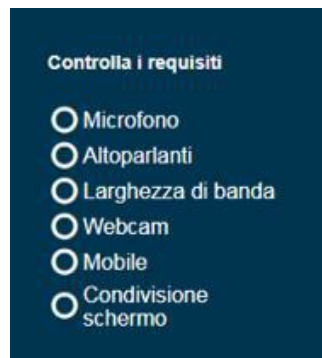 Controlla i requisiti
Microfono
Altoparlanti
Larghezza di banda
Webcam
Mobile
Condivisione
schermo